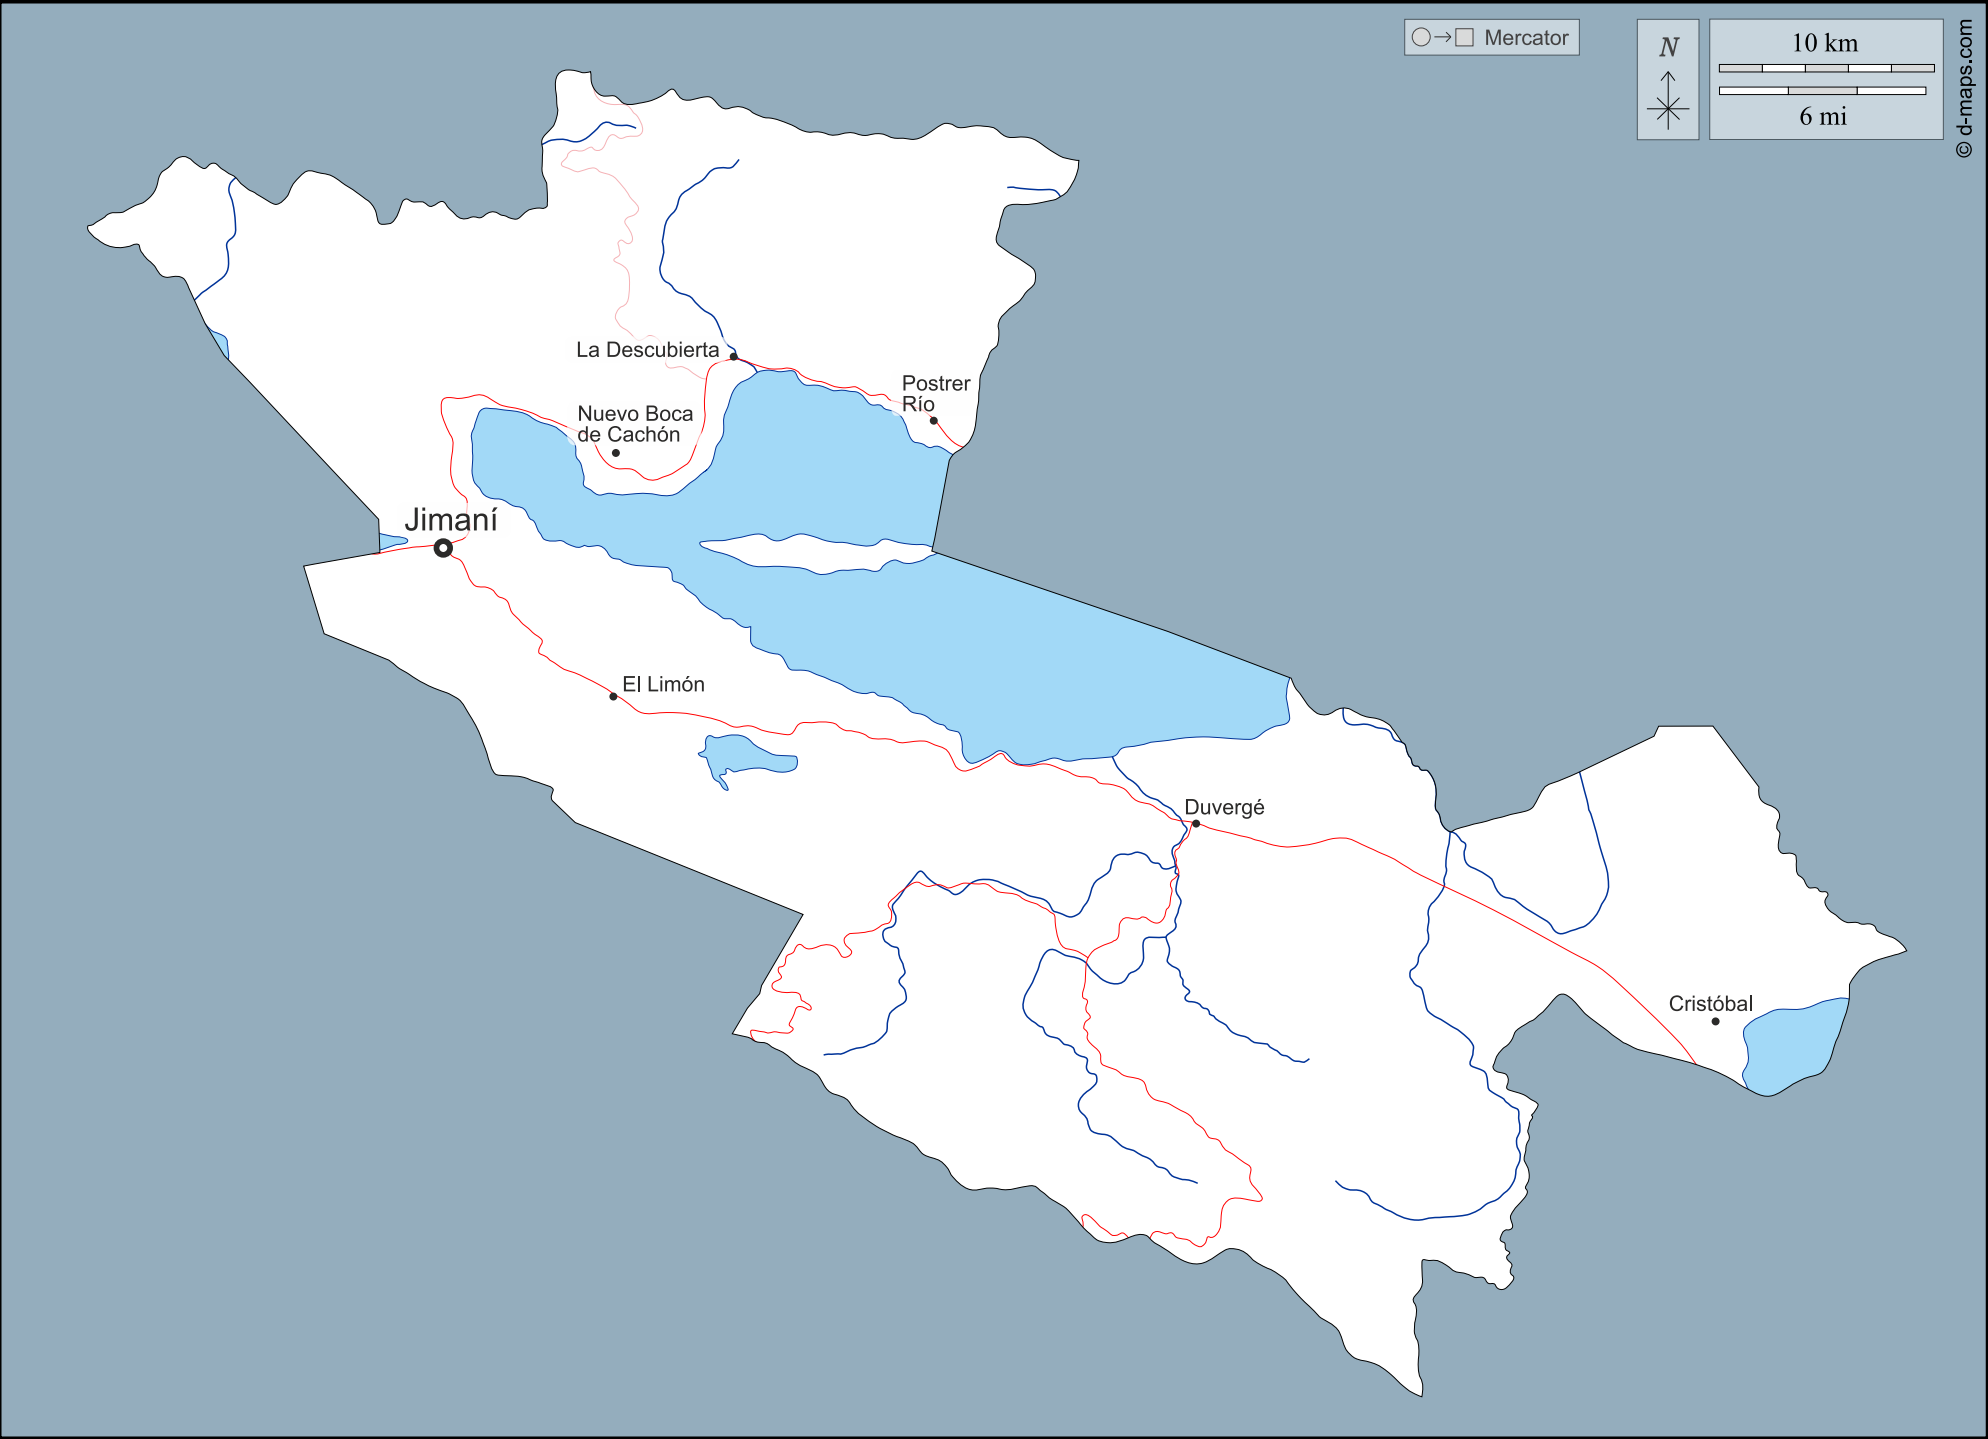 Mercator
N
10 km
6 mi
© d-maps.com
La Descubierta
Postrer
Río
Nuevo Boca
de Cachón
Jimaní
El Limón
Duvergé
Cristóbal